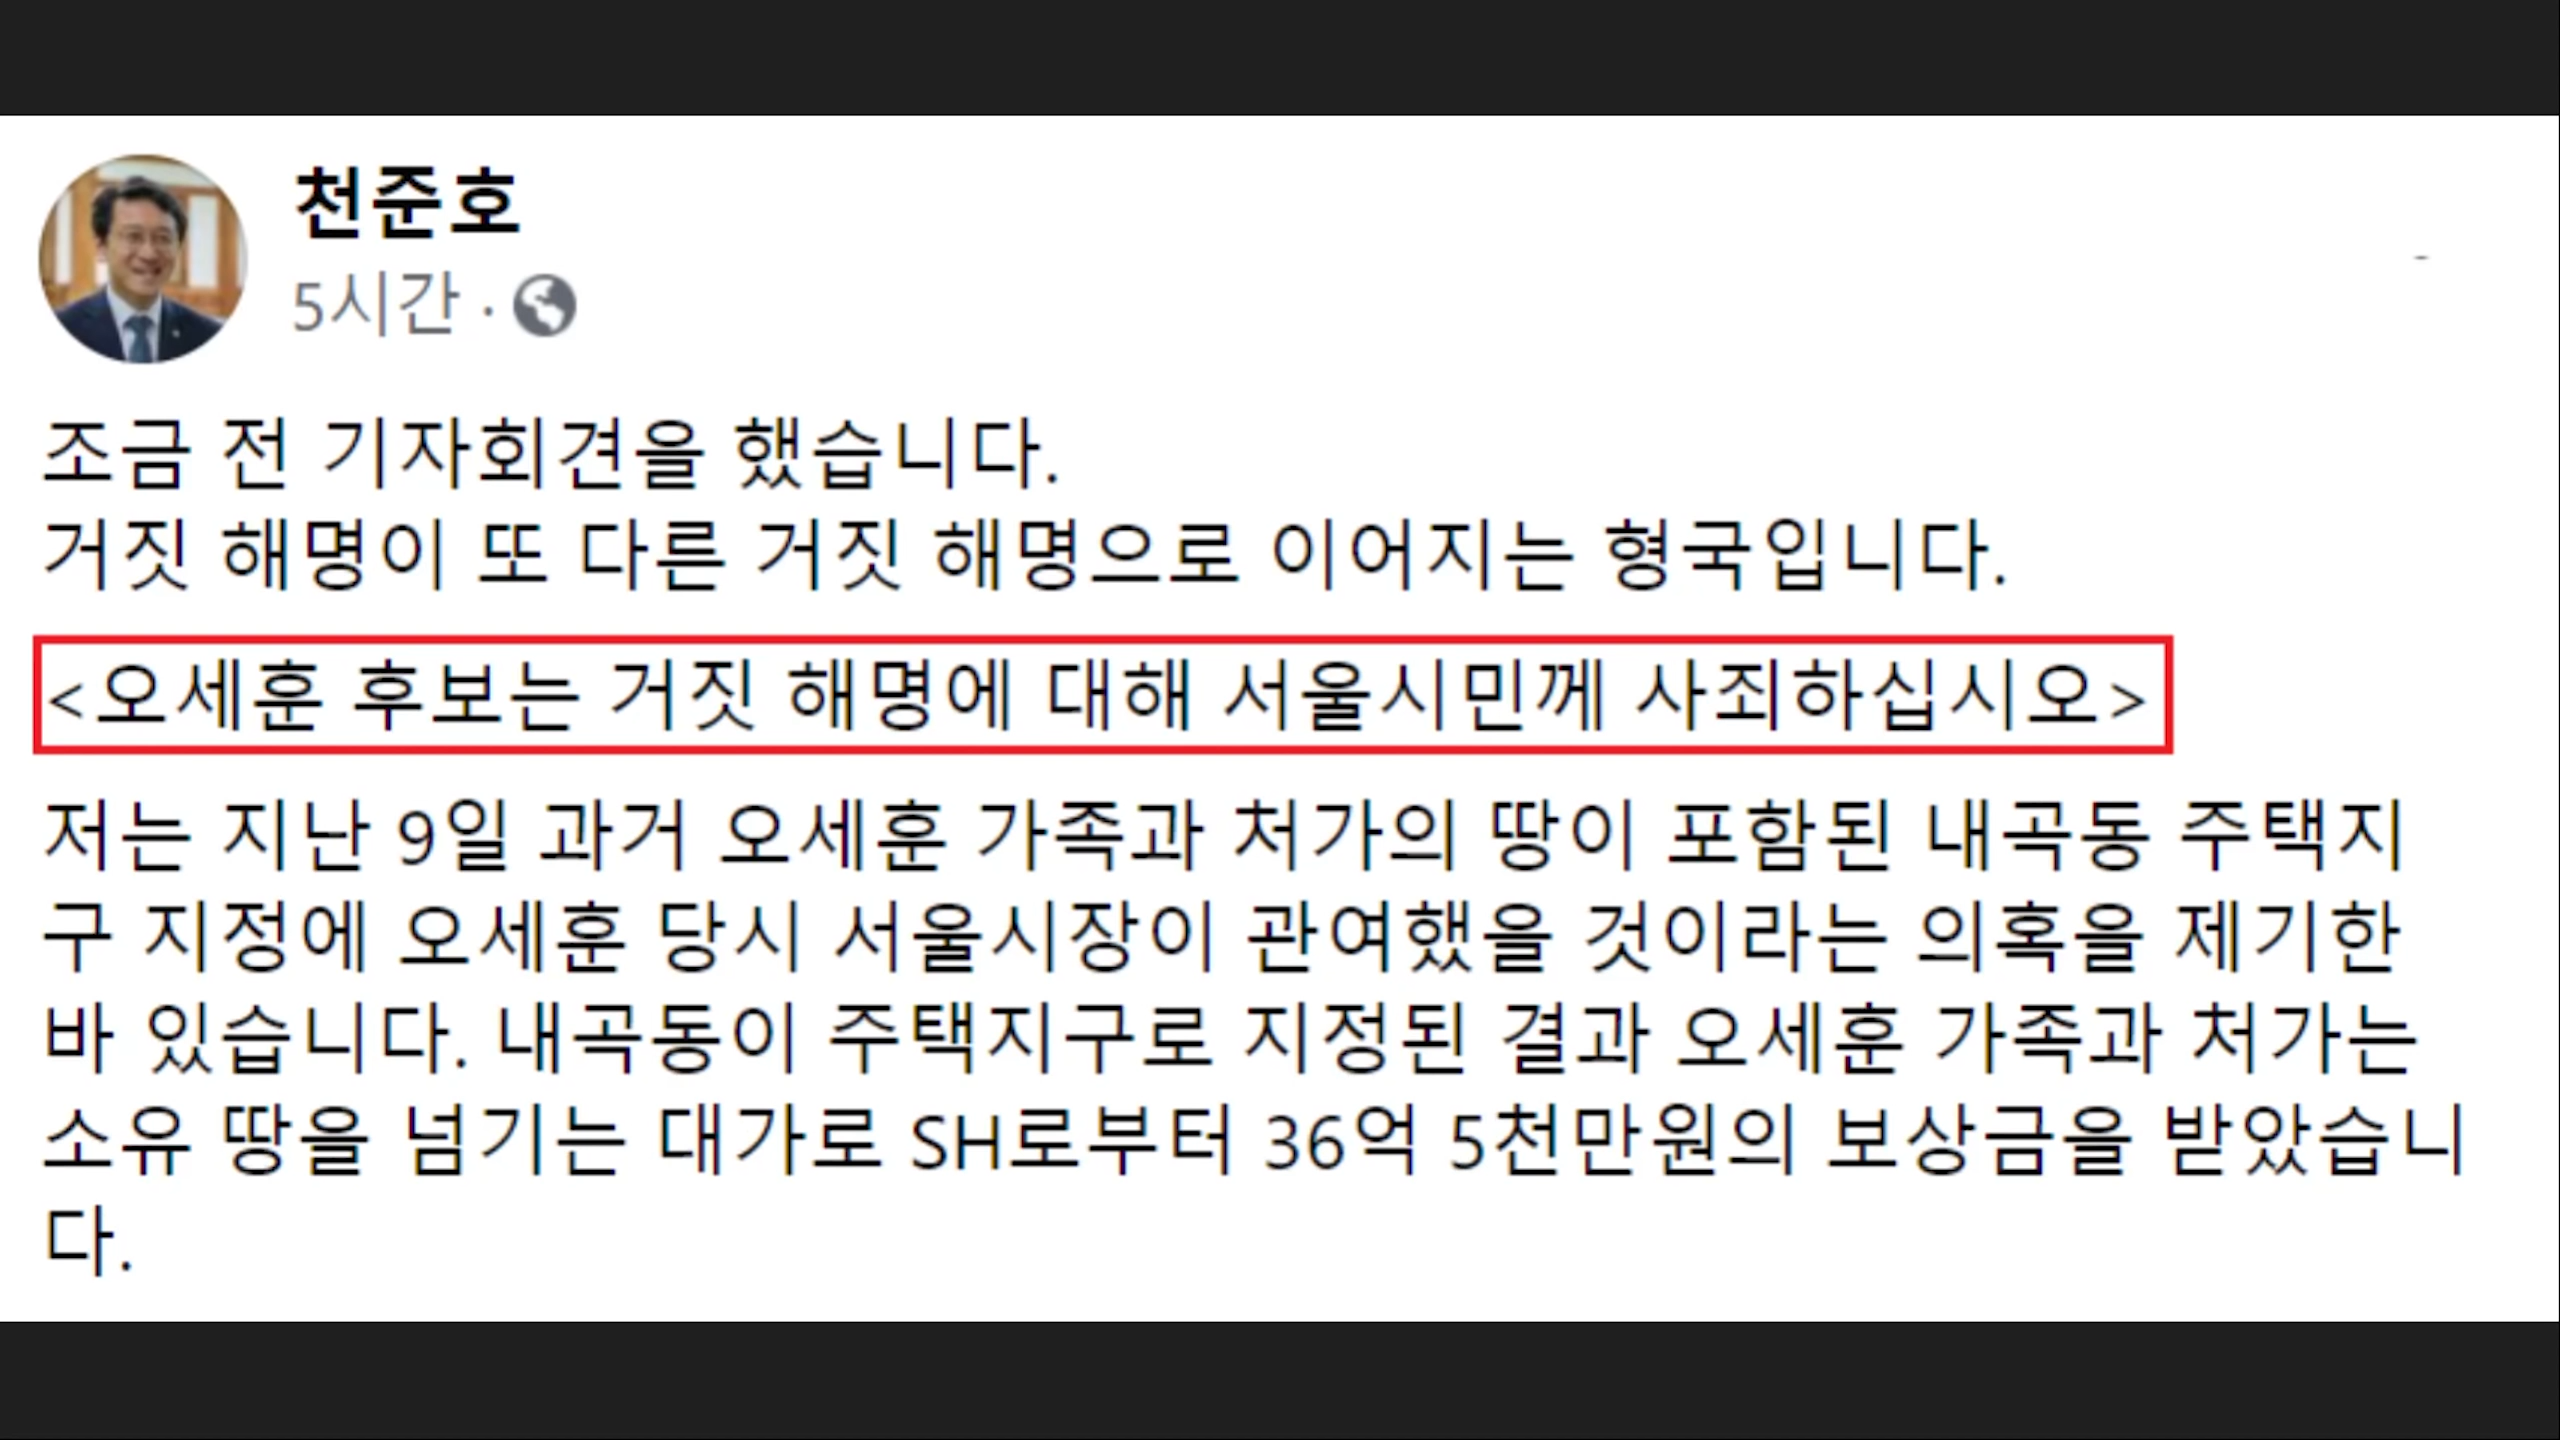 천준호
5시간 ·
조금 전 기자회견을 했습니다.
거짓 해명이 또 다른 거짓 해명으로 이어지는 형국입니다.
<오세훈 후보는 거짓 해명에 대해 서울시민께 사죄하십시오>
저는 지난 9일 과거 오세훈 가족과 처가의 땅이 포함된 내곡동 주택지
구 지정에 오세훈 당시 서울시장이 관여했을 것이라는 의혹을 제기한
바 있습니다. 내곡동이 주택지구로 지정된 결과 오세훈 가족과 처가는
소유 땅을 넘기는 대가로 SH로부터 36억 5천만원의 보상금을 받았습니
다.